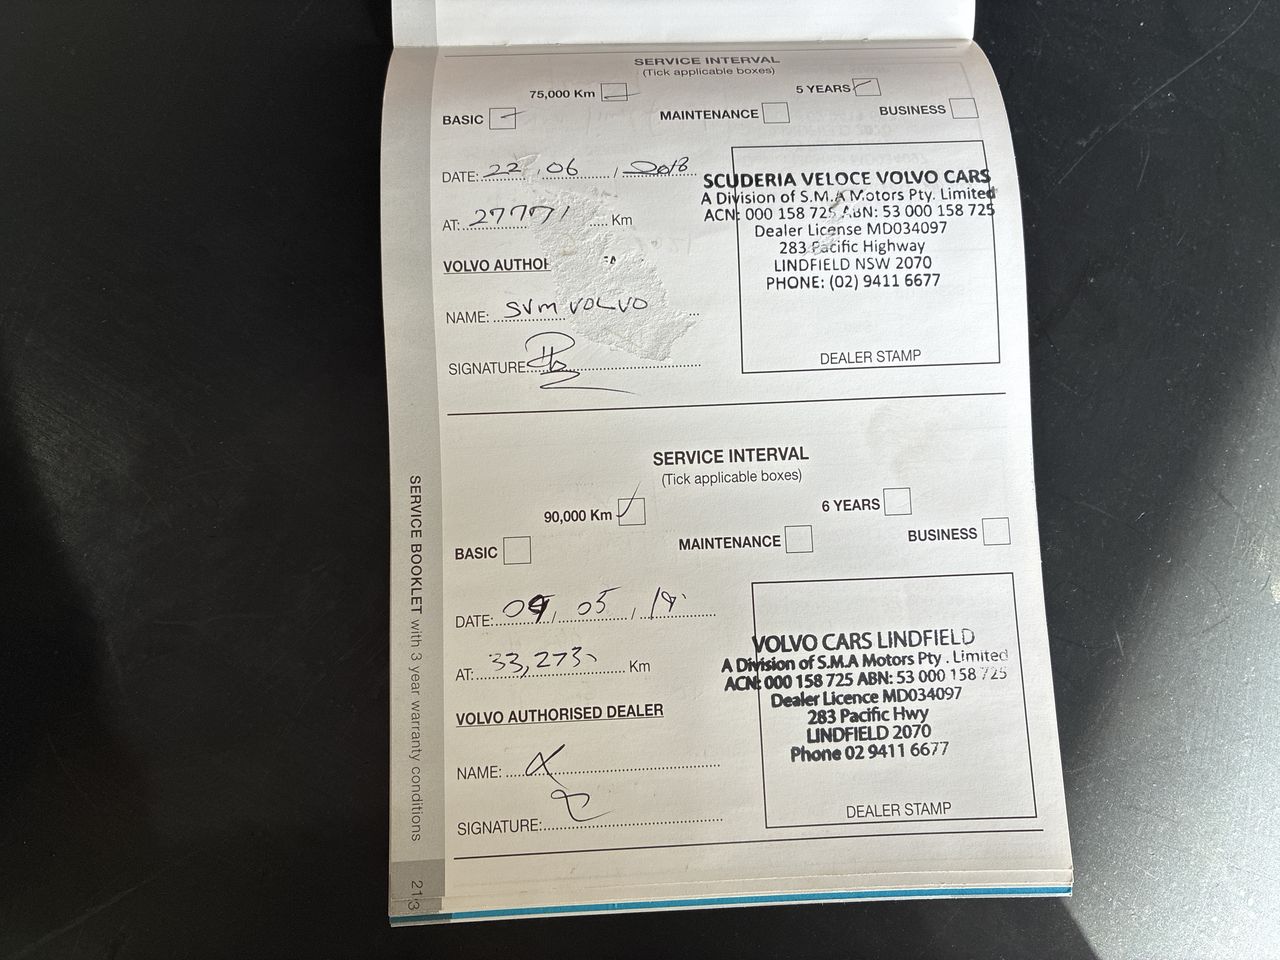 SERVICE INTERVAL
(Tick applicable boxes)
75,000 Km 5 YEARS
BASIC MAINTENANCE BUSINESS
DATE: 22 / 06 / 2018
AT: 27771 Km
VOLVO
NAME: SVM VOLVO
SIGNATURE:
SCUDERIA VELOCE VOLVO CARS
A Division of S.M.A Motors Pty. Limited
ACN: 000 158 725 ABN: 53 000 158 725
Dealer License MD034097
283 Pacific Highway
LINDFIELD NSW 2070
PHONE: (02) 9411 6677
DEALER STAMP
SERVICE INTERVAL
(Tick applicable boxes)
90,000 Km 6 YEARS
BASIC MAINTENANCE BUSINESS
DATE: / 05 / 19
AT: 33,273 Km
VOLVO AUTHORISED DEALER
NAME:
SIGNATURE:
VOLVO CARS LINDFIELD
A Division of S.M.A Motors Pty . Limited
ACN: 000 158 725 ABN: 53 000 158 725
Dealer Licence MD034097
283 Pacific Hwy
LINDFIELD 2070
Phone 02 9411 6677
DEALER STAMP
SERVICE BOOKLET with 3 year warranty conditions